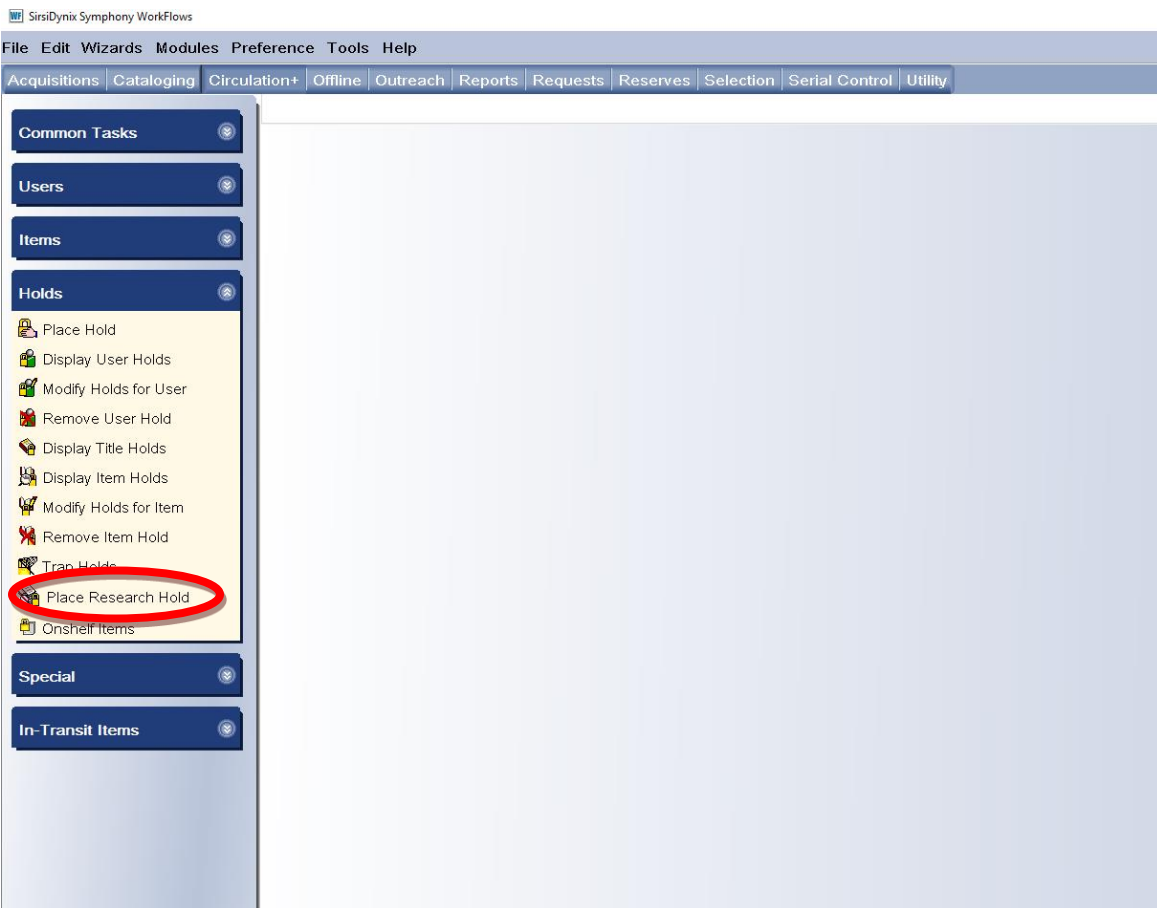 WF SirsiDynix Symphony WorkFlows
File Edit Wizards Modules Preference Tools Help
Acquisitions Cataloging Circulation+ Offline Outreach Reports Requests Reserves Selection Serial Control Utility
Common Tasks
Users
Items
Holds
Place Hold
Display User Holds
Modify Holds for User
Remove User Hold
Display Title Holds
Display Item Holds
Modify Holds for Item
Remove Item Hold
Trap Holds
Place Research Hold
Onshelf Items
Special
In-Transit Items